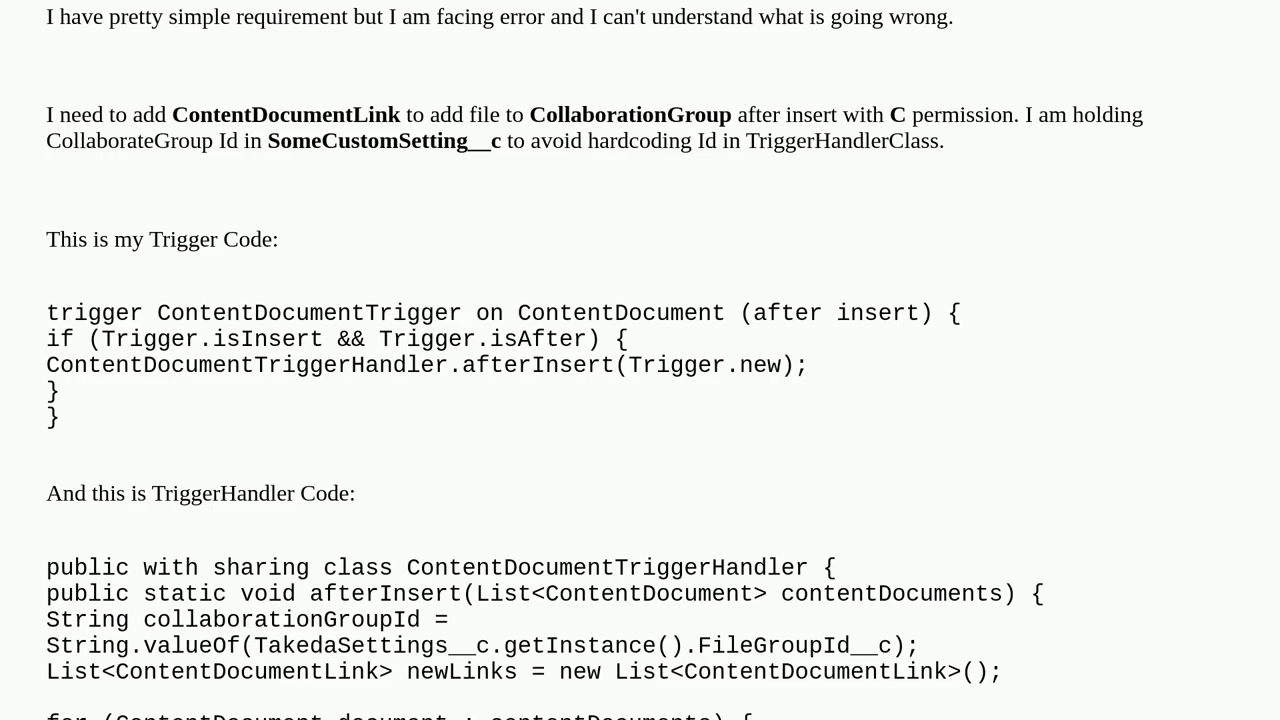 I have pretty simple requirement but I am facing error and I can't understand what is going wrong.
I need to add ContentDocumentLink to add file to CollaborationGroup after insert with C permission. I am holding
CollaborateGroup Id in SomeCustomSetting__c to avoid hardcoding Id in TriggerHandlerClass.
This is my Trigger Code:
trigger ContentDocumentTrigger on ContentDocument (after insert) {
if (Trigger.isInsert && Trigger.isAfter) {
ContentDocumentTriggerHandler.afterInsert(Trigger.new);
}
}
And this is TriggerHandler Code:
public with sharing class ContentDocumentTriggerHandler {
public static void afterInsert(List<ContentDocument> contentDocuments) {
String collaborationGroupId =
String.valueOf(TakedaSettings__c.getInstance().FileGroupId__c);
List<ContentDocumentLink> newLinks = new List<ContentDocumentLink>();
for (ContentDocument document : contentDocuments) {